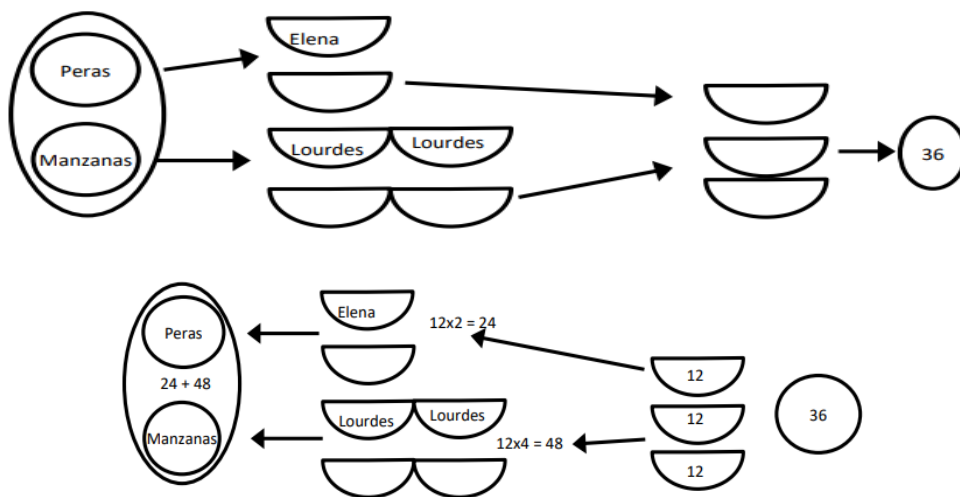 Elena
Peras
Manzanas
Lourdes Lourdes
36
Elena
Peras
12x2 = 24
24 + 48
12
Manzanas
Lourdes Lourdes
12
36
12x4 = 48
12